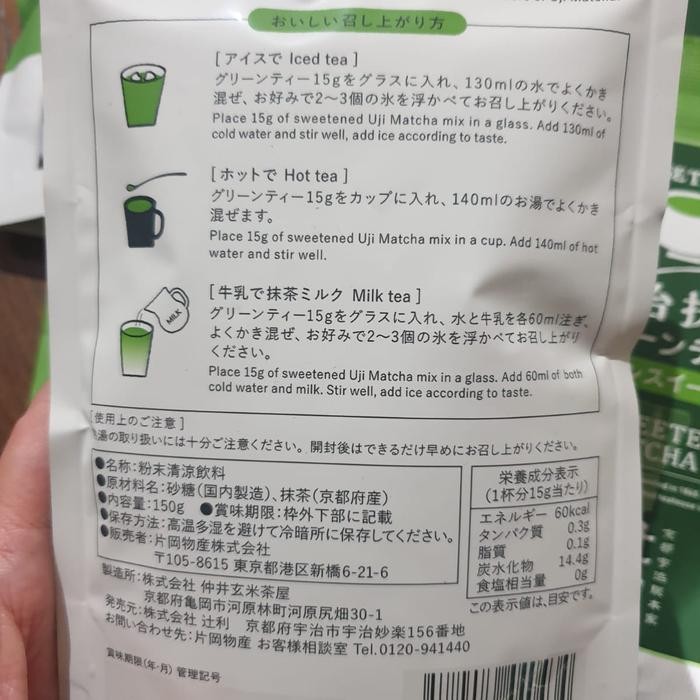 おいしい召し上がり方
[ アイスで Iced tea ]
グリーンティー15gをグラスに入れ、130mlの水でよくかき
混ぜ、お好みで2〜3個の氷を浮かべてお召し上がりください。
Place 15g of sweetened Uji Matcha mix in a glass. Add 130ml of
cold water and stir well, add ice according to taste.
[ ホットで Hot tea ]
グリーンティー15gをカップに入れ、140mlのお湯でよくかき
混ぜます。
Place 15g of sweetened Uji Matcha mix in a cup. Add 140ml of hot
water and stir well.
MILK
[ 牛乳で抹茶ミルク Milk tea ]
グリーンティー15gをグラスに入れ、水と牛乳を各60ml注ぎ、
よくかき混ぜ、お好みで2〜3個の氷を浮かべてお召し上がり
ください。
Place 15g of sweetened Uji Matcha mix in a glass. Add 60ml of both
cold water and milk. Stir well, add ice according to taste.
[使用上のご注意]
湯の取り扱いには十分ご注意ください。開封後はできるだけ早めにお召し上がりください。
●名称:粉末清涼飲料
●原材料名:砂糖(国内製造)、抹茶(京都府産)
●内容量:150g ●賞味期限:枠外下部に記載
●保存方法:高温多湿を避けて冷暗所に保存してください。
●販売者:片岡物産株式会社
〒105-8615 東京都港区新橋6-21-6
栄養成分表示
(1杯分15g当たり)
エネルギー 60kcal
タンパク質 0.3g
脂質 0.1g
炭水化物 14.4g
食塩相当量 0g
この表示値は、目安です。
製造所:株式会社 仲井玄米茶屋
京都府亀岡市河原林町河原尻畑30-1
発売元:株式会社 辻利 京都府宇治市宇治妙楽156番地
お問い合わせ先:片岡物産 お客様相談室 Tel.0120-941440
賞味期限(年・月) 管理記号